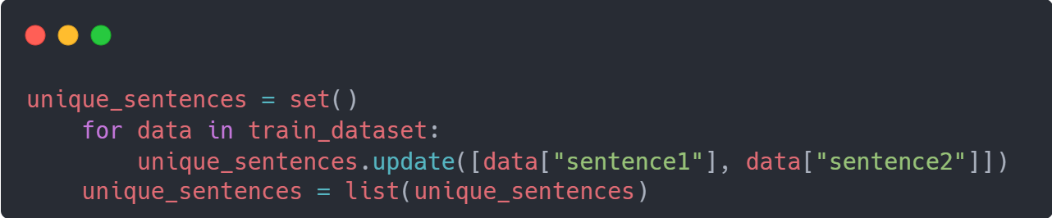 unique_sentences = set()
    for data in train_dataset:
        unique_sentences.update([data["sentence1"], data["sentence2"]])
    unique_sentences = list(unique_sentences)